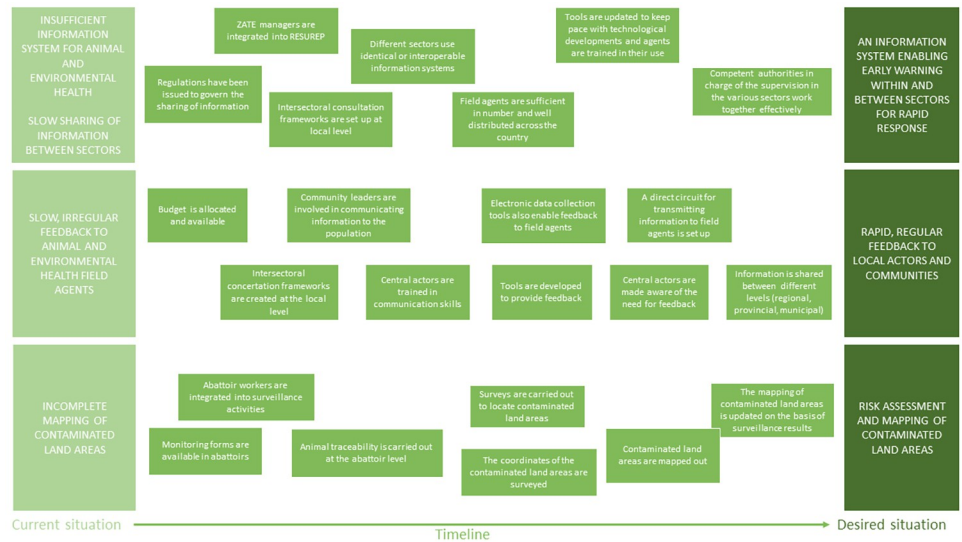 INSUFFICIENT
INFORMATION
SYSTEM FOR ANIMAL
AND
ENVIRONMENTAL
HEALTH
SLOW SHARING OF
INFORMATION
BETWEEN SECTORS
ZATE managers are
integrated into RESUREP
Different sectors use
identical or interoperable
information systems
Tools are updated to keep
pace with technological
developments and agents
are trained in their use
Regulations have been
issued to govern the
sharing of information
Intersectoral consultation
frameworks are set up at
local level
Field agents are sufficient
in number and well
distributed across the
country
Competent authorities in
charge of the supervision in
the various sectors work
together effectively
AN INFORMATION
SYSTEM ENABLING
EARLY WARNING
WITHIN AND
BETWEEN SECTORS
FOR RAPID
RESPONSE
SLOW, IRREGULAR
FEEDBACK TO
ANIMAL AND
ENVIRONMENTAL
HEALTH FIELD
AGENTS
Budget is allocated
and available
Community leaders are
involved in communicating
information to the
population
Electronic data collection
tools also enable feedback
to field agents
A direct circuit for
transmitting
information to field
agents is set up
Intersectoral
concertation frameworks
are created at the local
level
Central actors are
trained in
communication skills
Tools are developed
to provide feedback
Central actors are
made aware of the
need for feedback
Information is shared
between different
levels (regional,
provincial, municipal)
RAPID, REGULAR
FEEDBACK TO
LOCAL ACTORS AND
COMMUNITIES
INCOMPLETE
MAPPING OF
CONTAMINATED
LAND AREAS
Abattoir workers are
integrated into surveillance
activities
Monitoring forms are
available in abattoirs
Animal traceability is carried out
at the abattoir level
Surveys are carried out
to locate contaminated
land areas
The coordinates of the
contaminated land areas are
surveyed
Contaminated land
areas are mapped out
The mapping of
contaminated land areas
is updated on the basis of
surveillance results
RISK ASSESSMENT
AND MAPPING OF
CONTAMINATED
LAND AREAS
Current situation
Timeline
Desired situation